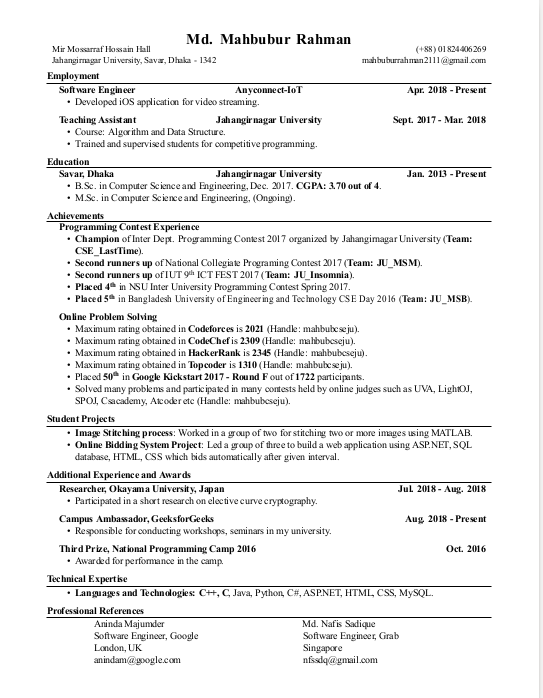 Md. Mahbubur Rahman
Mir Mossarraf Hossain Hall (+88) 01824406269
Jahangirnagar University, Savar, Dhaka - 1342 mahbuburrahman2111@gmail.com
Employment
Software Engineer Anyconnect-IoT Apr. 2018 - Present
• Developed iOS application for video streaming.
Teaching Assistant Jahangirnagar University Sept. 2017 - Mar. 2018
• Course: Algorithm and Data Structure.
• Trained and supervised students for competitive programming.
Education
Savar, Dhaka Jahangirnagar University Jan. 2013 - Present
• B.Sc. in Computer Science and Engineering, Dec. 2017. CGPA: 3.70 out of 4.
• M.Sc. in Computer Science and Engineering, (Ongoing).
Achievements
Programming Contest Experience
• Champion of Inter Dept. Programming Contest 2017 organized by Jahangirnagar University (Team:
CSE_LastTime).
• Second runners up of National Collegiate Programing Contest 2017 (Team: JU_MSM).
• Second runners up of IUT 9th ICT FEST 2017 (Team: JU_Insomnia).
• Placed 4th in NSU Inter University Programming Contest Spring 2017.
• Placed 5th in Bangladesh University of Engineering and Technology CSE Day 2016 (Team: JU_MSB).
Online Problem Solving
• Maximum rating obtained in Codeforces is 2021 (Handle: mahbubcseju).
• Maximum rating obtained in CodeChef is 2309 (Handle: mahbubcseju).
• Maximum rating obtained in HackerRank is 2345 (Handle: mahbubcseju).
• Maximum rating obtained in Topcoder is 1310 (Handle: mahbubcseju).
• Placed 50th in Google Kickstart 2017 - Round F out of 1722 participants.
• Solved many problems and participated in many contests held by online judges such as UVA, LightOJ,
SPOJ, Csacademy, Atcoder etc (Handle: mahbubcseju).
Student Projects
• Image Stitching process: Worked in a group of two for stitching two or more images using MATLAB.
• Online Bidding System Project: Led a group of three to build a web application using ASP.NET, SQL
database, HTML, CSS which bids automatically after given interval.
Additional Experience and Awards
Researcher, Okayama University, Japan Jul. 2018 - Aug. 2018
• Participated in a short research on elective curve cryptography.
Campus Ambassador, GeeksforGeeks Aug. 2018 - Present
• Responsible for conducting workshops, seminars in my university.
Third Prize, National Programming Camp 2016 Oct. 2016
• Awarded for performance in the camp.
Technical Expertise
• Languages and Technologies: C++, C, Java, Python, C#, ASP.NET, HTML, CSS, MySQL.
Professional References
Aninda Majumder Md. Nafis Sadique
Software Engineer, Google Software Engineer, Grab
London, UK Singapore
anindam@google.com nfssdq@gmail.com